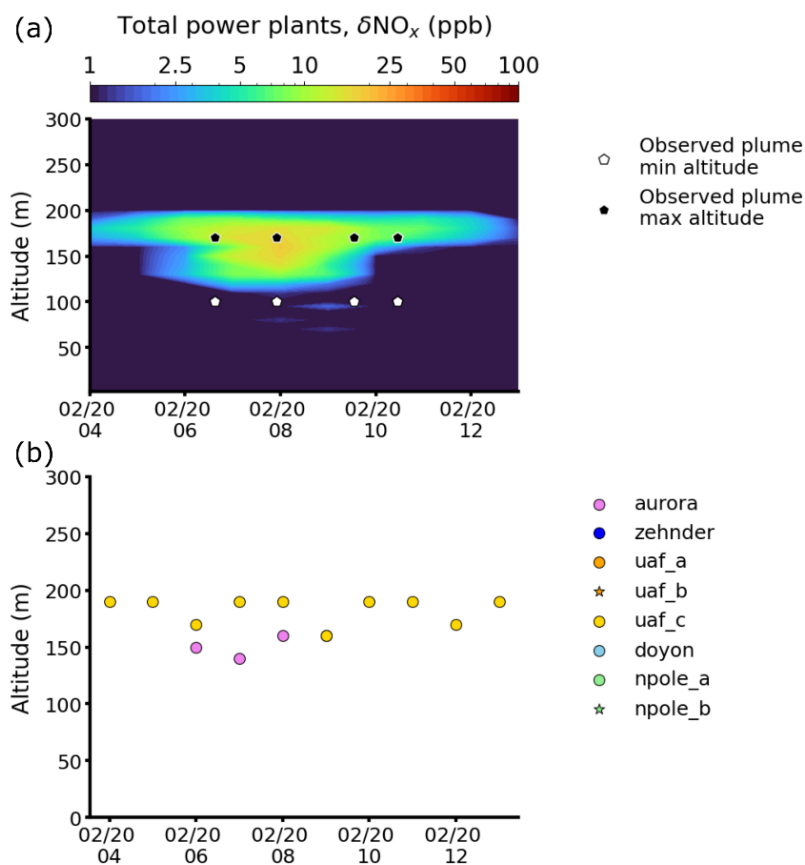 (a)
Total power plants, δNOₓ (ppb)
1 2.5 5 10 25 50 100
300
250
200
150
100
50
Altitude (m)
02/20 02/20 02/20 02/20 02/20
04 06 08 10 12
Observed plume
min altitude
Observed plume
max altitude
(b)
300
250
200
150
100
50
0
Altitude (m)
02/20 02/20 02/20 02/20 02/20
04 06 08 10 12
aurora
zehnder
uaf_a
uaf_b
uaf_c
doyon
npole_a
npole_b